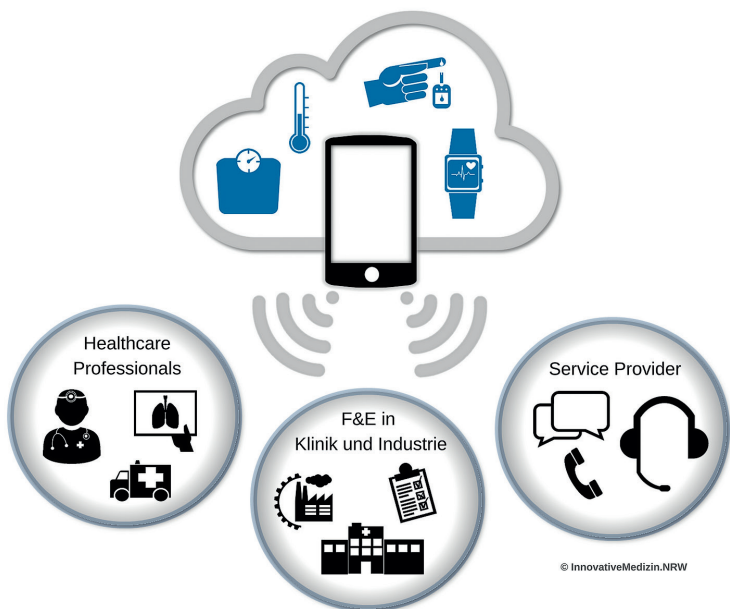 Healthcare
Professionals
F&E in
Klinik und Industrie
Service Provider
© InnovativeMedizin.NRW